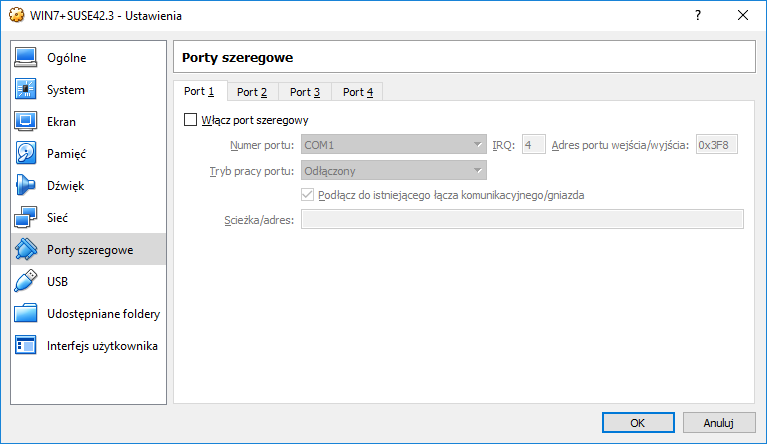 WIN7+SUSE42.3 - Ustawienia
?
Ogólne
System
Ekran
Pamięć
Dźwięk
Sieć
Porty szeregowe
USB
Udostępniane foldery
Interfejs użytkownika
Porty szeregowe
Port 1 Port 2 Port 3 Port 4
Włącz port szeregowy
Numer portu: COM1 IRQ: 4 Adres portu wejścia/wyjścia: 0x3F8
Tryb pracy portu: Odłączony
Podłącz do istniejącego łącza komunikacyjnego/gniazda
Scieżka/adres:
OK Anuluj